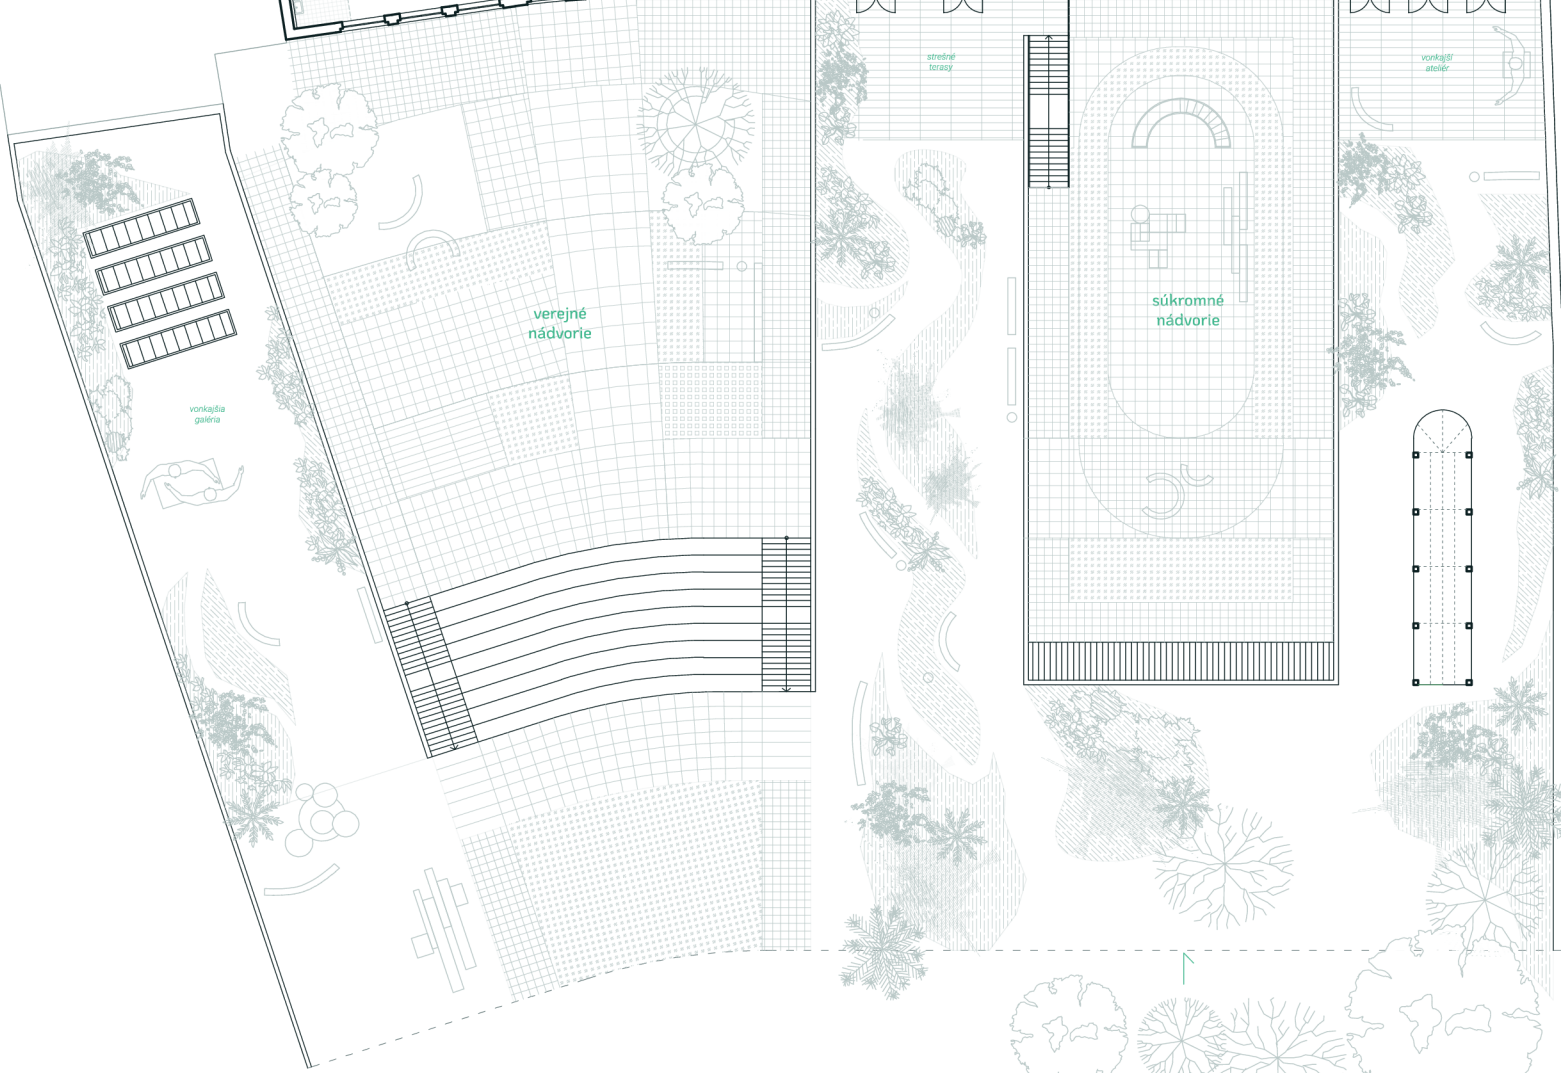 strešné
terasy
vonkajší
ateliér
súkromné
nádvorie
verejné
nádvorie
vonkajšia
galéria